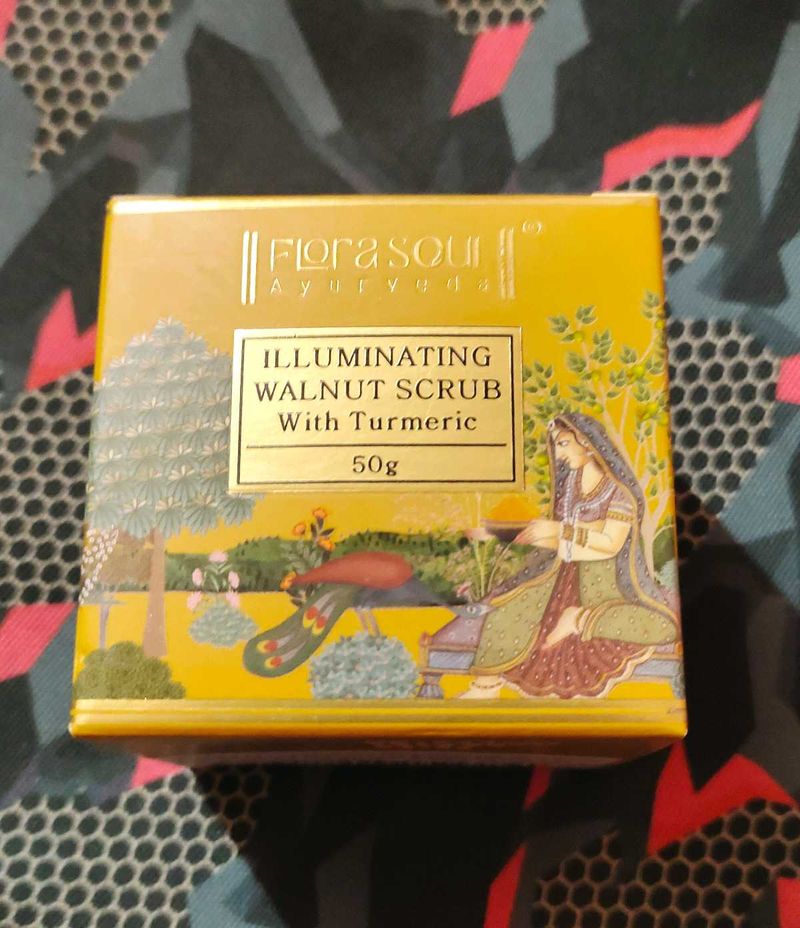 Flora Soul
Ayurveda
ILLUMINATING
WALNUT SCRUB
With Turmeric
50g